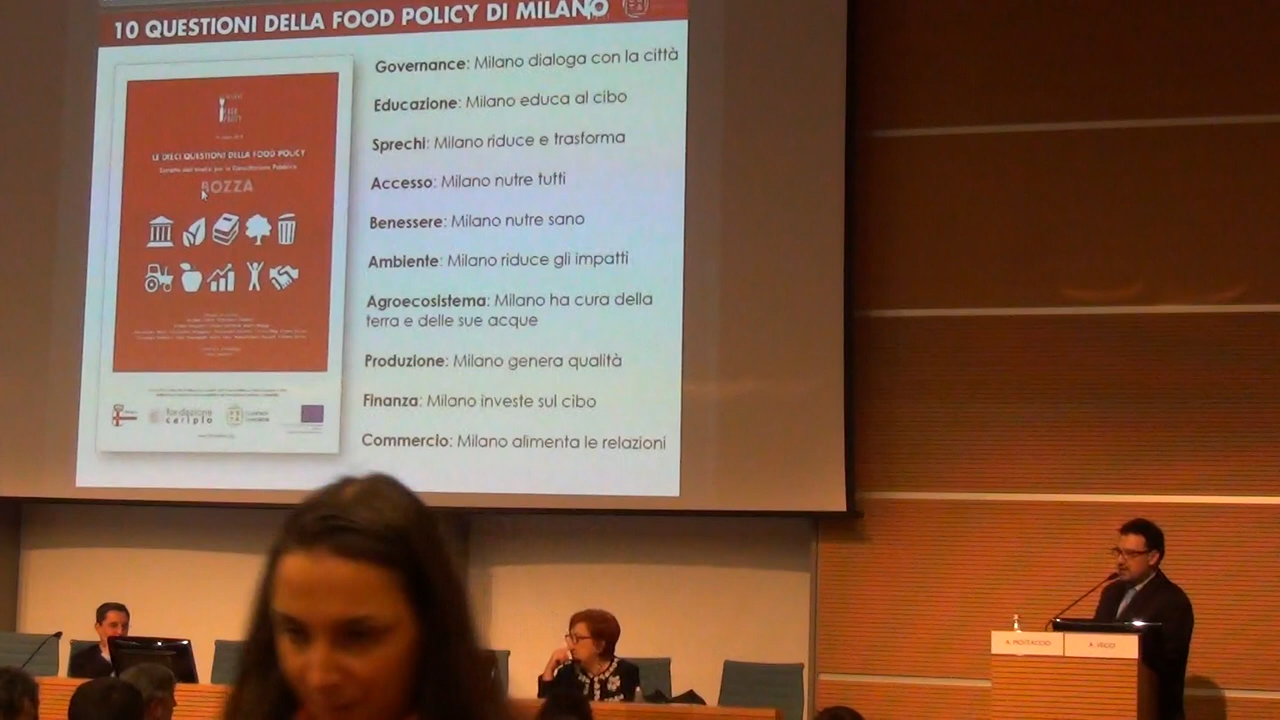 10 QUESTIONI DELLA FOOD POLICY DI MILANO
Governance: Milano dialoga con la città
Educazione: Milano educa al cibo
Sprechi: Milano riduce e trasforma
Accesso: Milano nutre tutti
Benessere: Milano nutre sano
Ambiente: Milano riduce gli impatti
Agroecosistema: Milano ha cura della
terra e delle sue acque
Produzione: Milano genera qualità
Finanza: Milano investe sul cibo
Commercio: Milano alimenta le relazioni
FOOD
POLICY
LE DIECI QUESTIONI DELLA FOOD POLICY
BOZZA
fondazione
cariplo